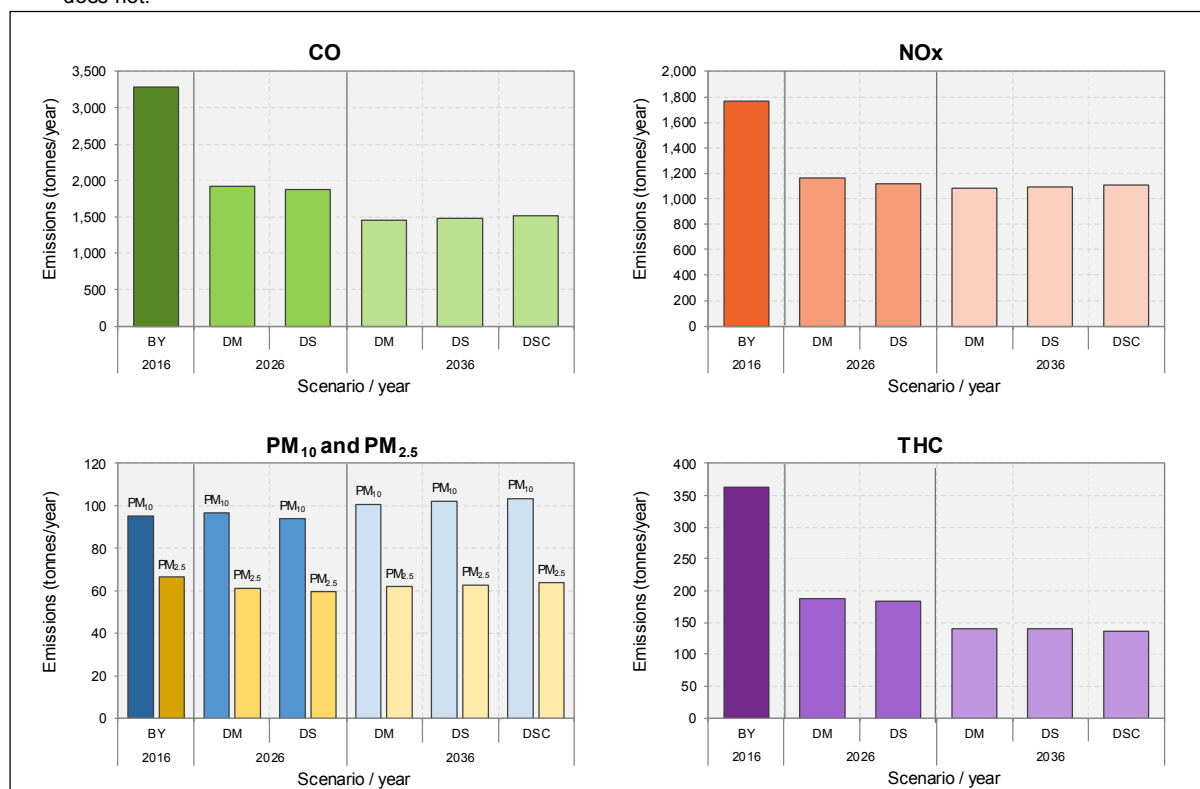 does not.
CO
Emissions (tonnes/year)
3,500
3,000
2,500
2,000
1,500
1,000
500
0
BY DM DS DM DS DSC
2016 2026 2036
Scenario / year
NOx
Emissions (tonnes/year)
2,000
1,800
1,600
1,400
1,200
1,000
800
600
400
200
0
BY DM DS DM DS DSC
2016 2026 2036
Scenario / year
PM₁₀ and PM₂.₅
Emissions (tonnes/year)
120
100
80
60
40
20
0
PM₁₀ PM₁₀ PM₁₀ PM₁₀ PM₁₀ PM₁₀
PM₂.₅ PM₂.₅ PM₂.₅ PM₂.₅ PM₂.₅ PM₂.₅
BY DM DS DM DS DSC
2016 2026 2036
Scenario / year
THC
Emissions (tonnes/year)
400
350
300
250
200
150
100
50
0
BY DM DS DM DS DSC
2016 2026 2036
Scenario / year